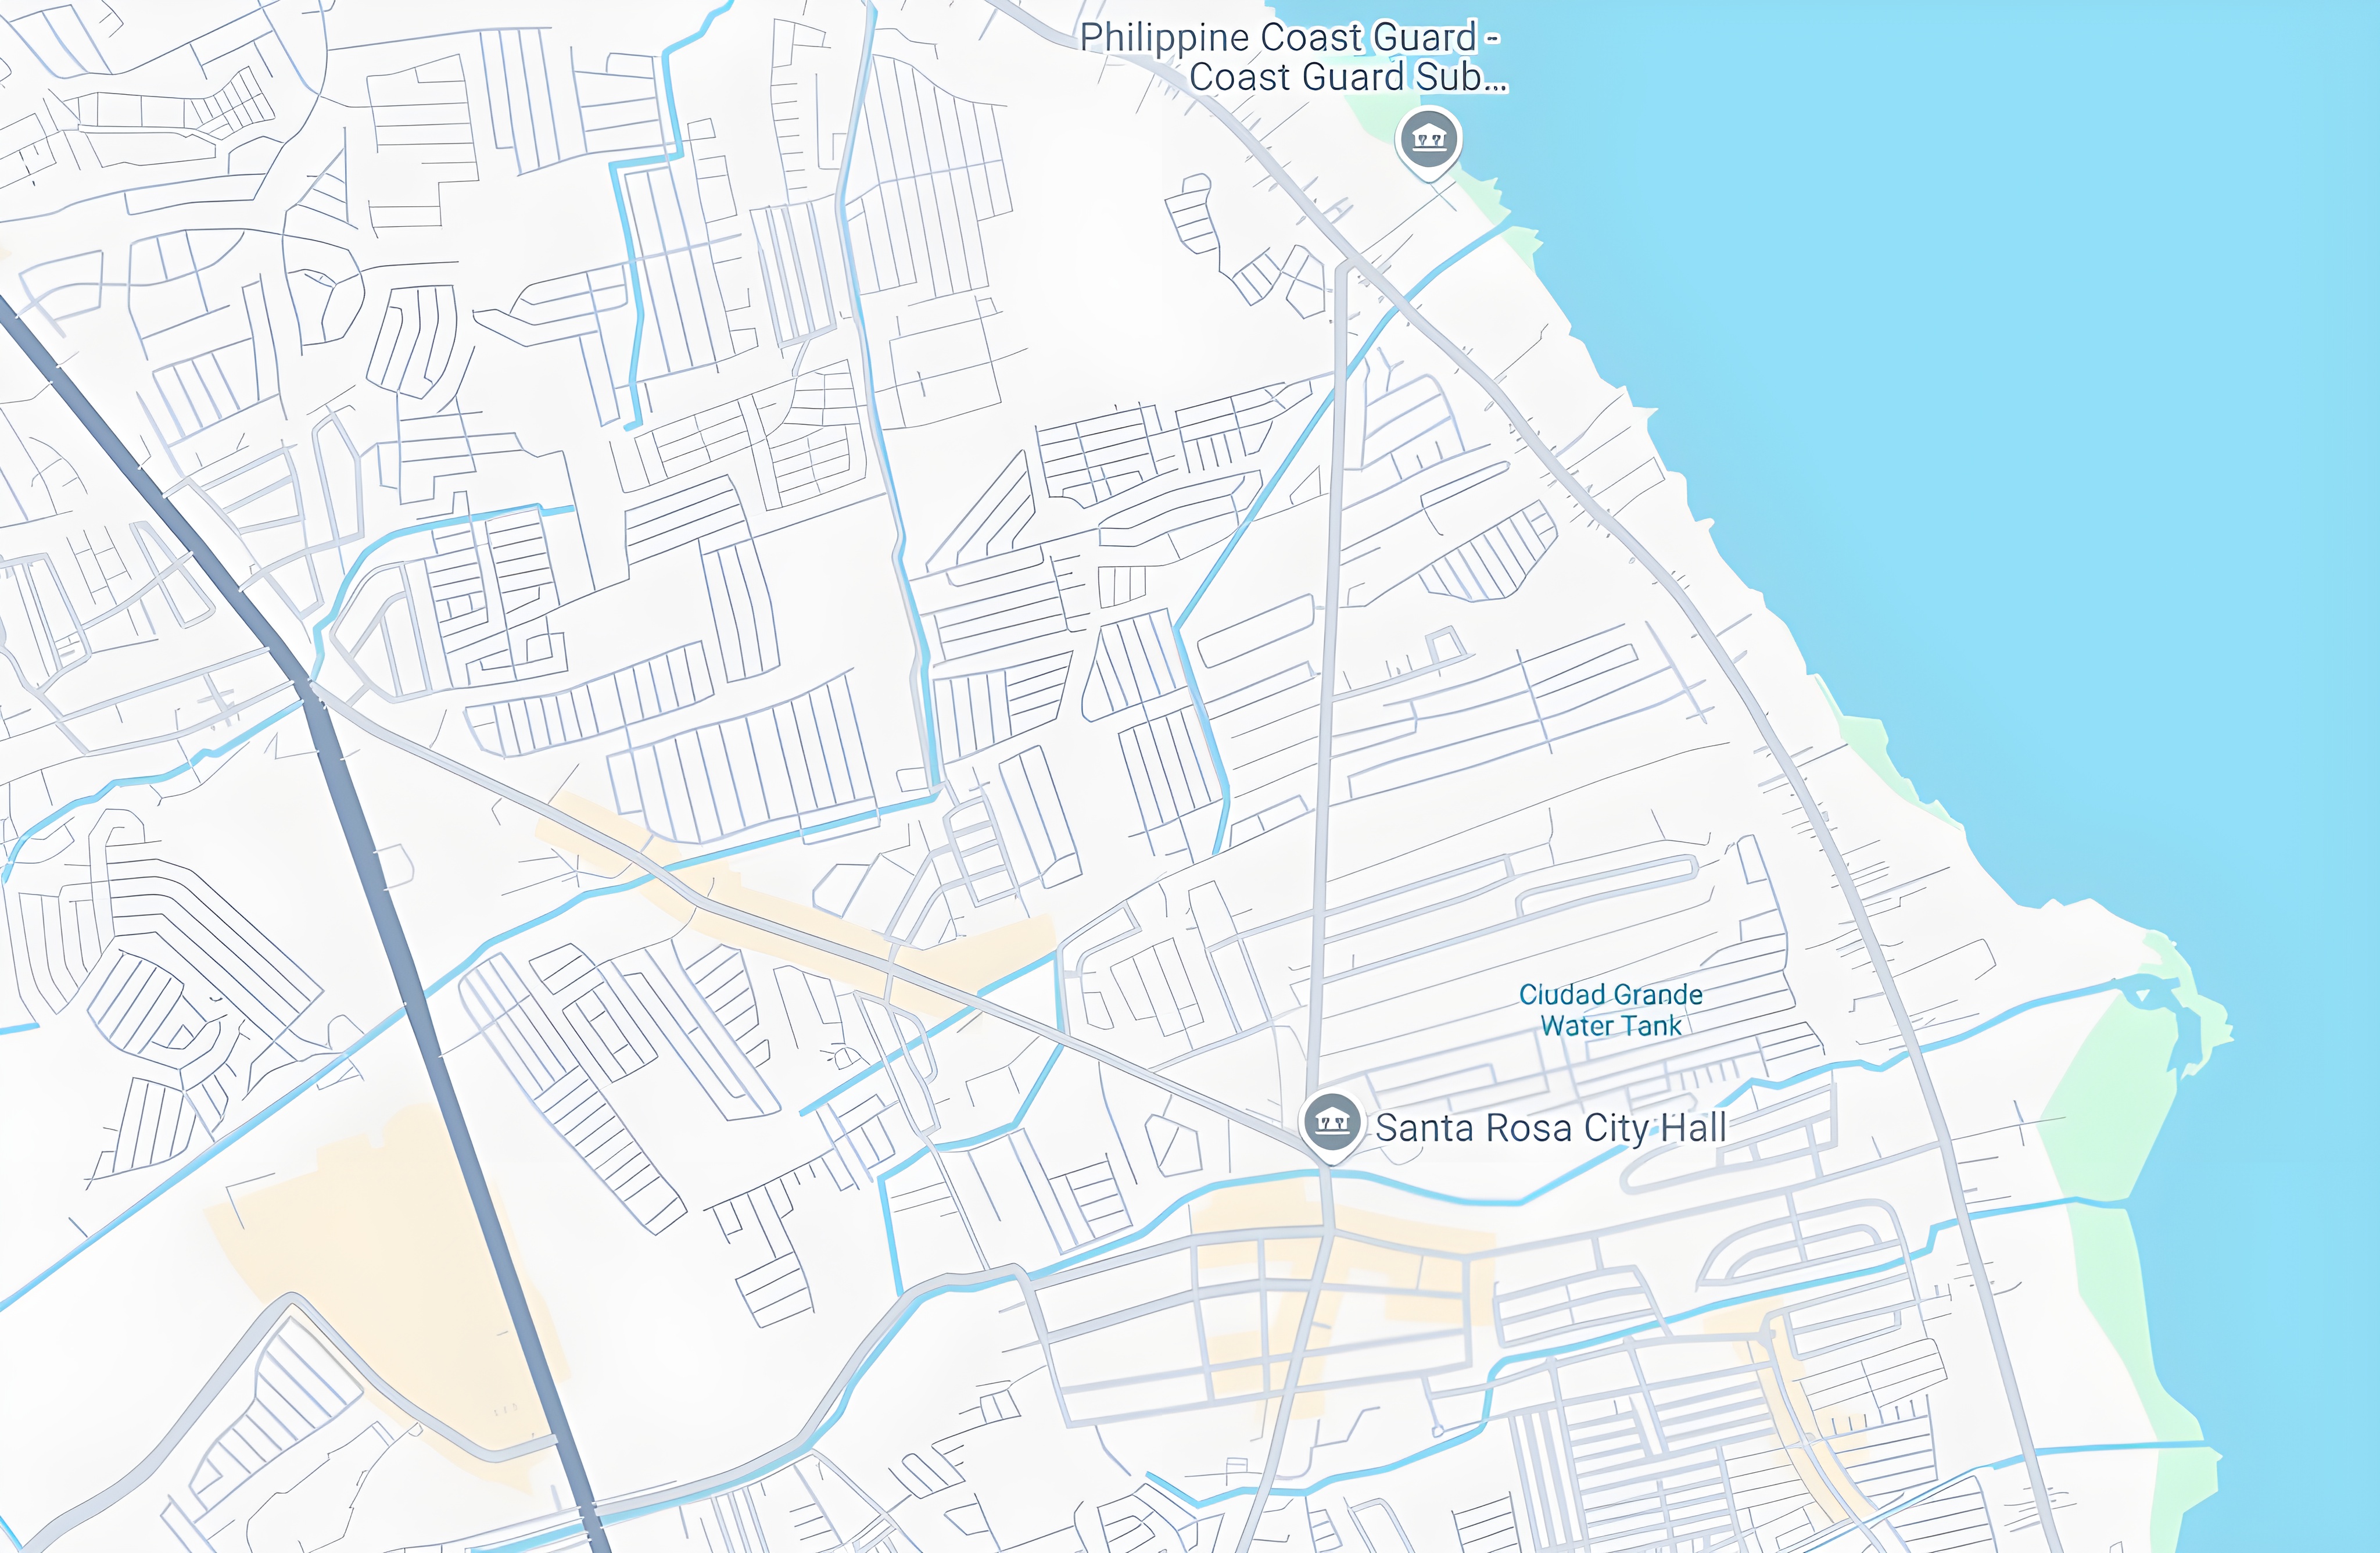 Philippine Coast Guard -
Coast Guard Sub...
Ciudad Grande
Water Tank
Santa Rosa City Hall